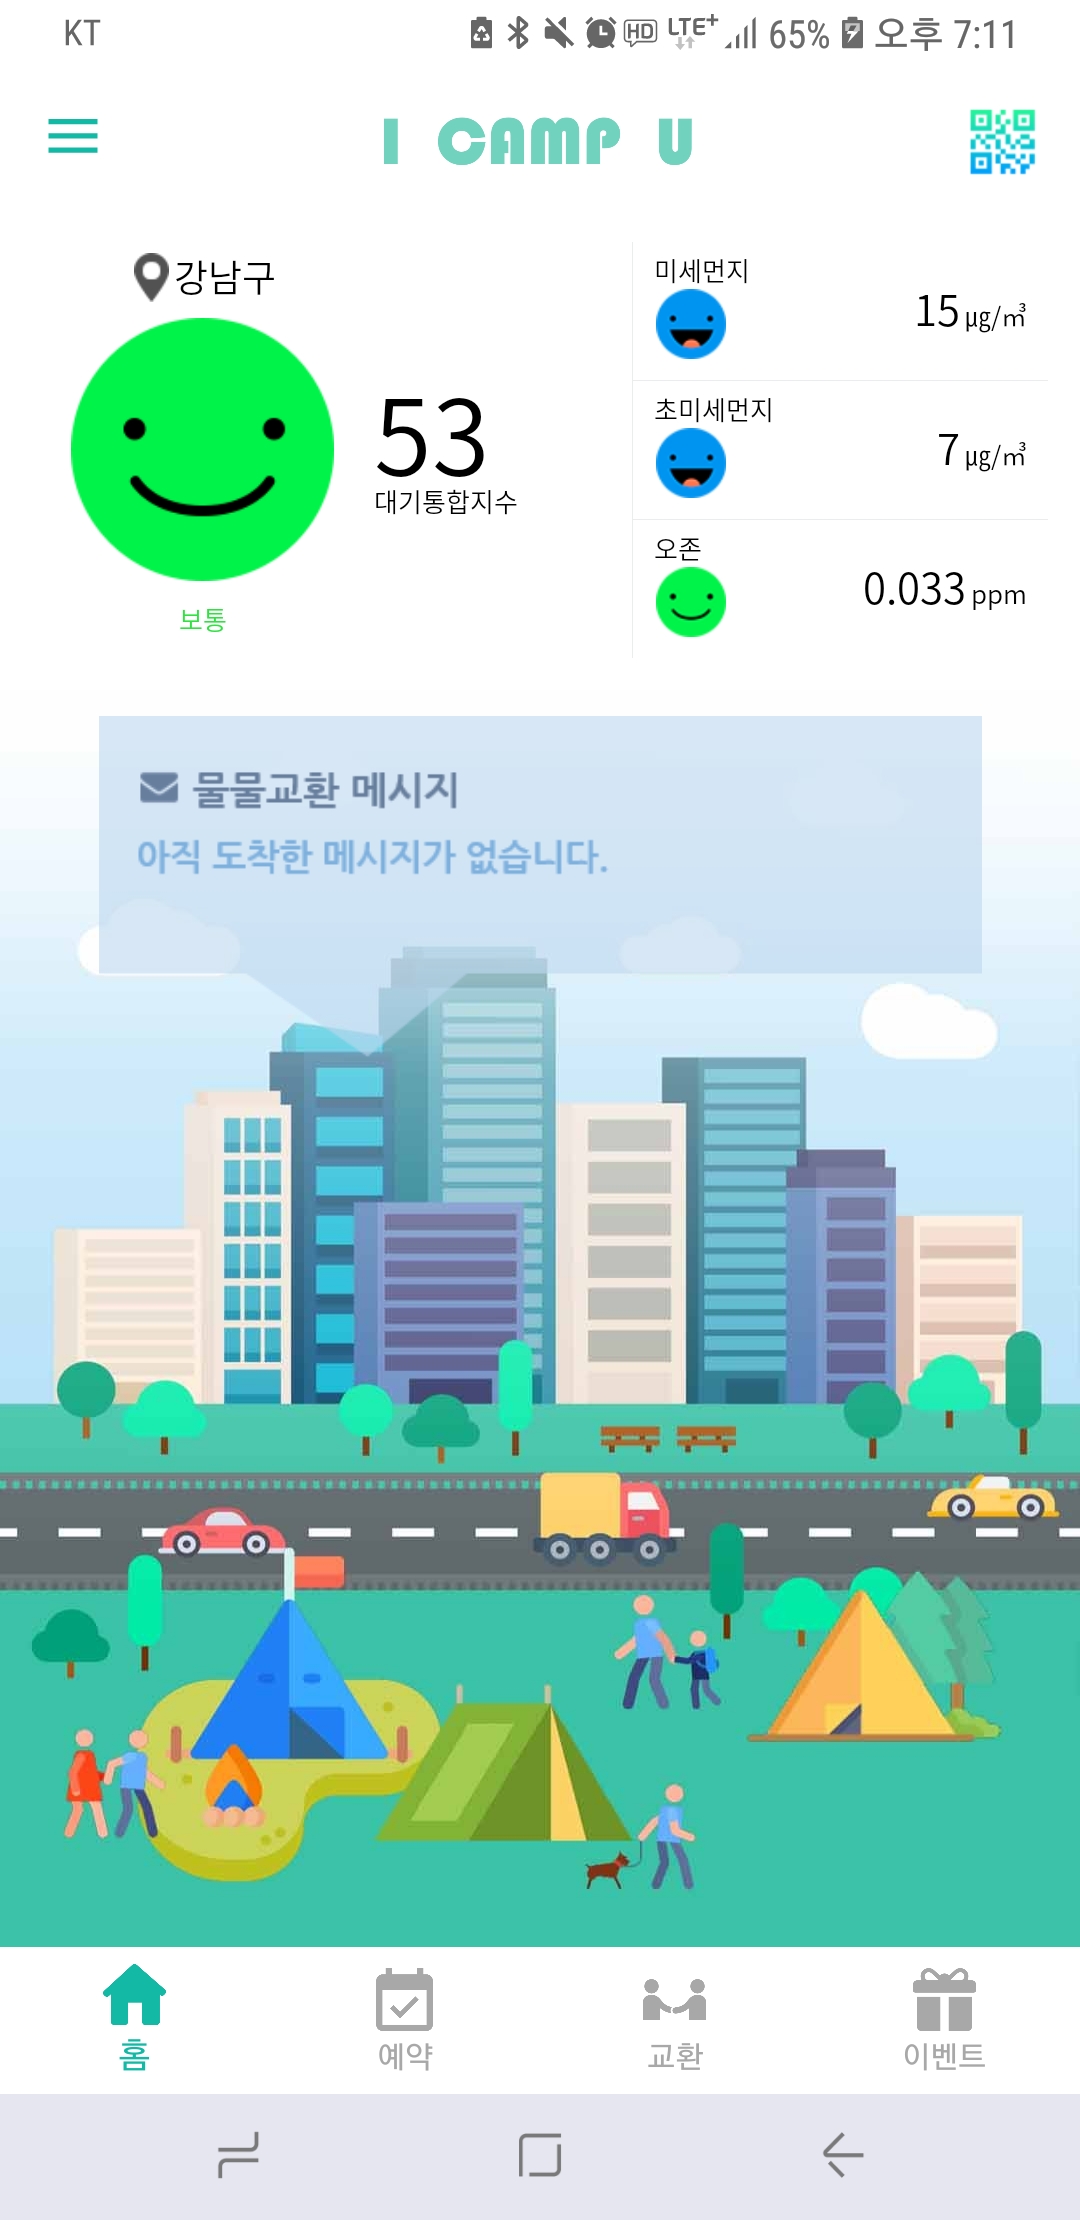 KT HD LTE+ 65% 오후 7:11
I CAMP U
강남구
53
대기통합지수
보통
미세먼지
15 µg/㎥
초미세먼지
7 µg/㎥
오존
0.033 ppm
물물교환 메시지
아직 도착한 메시지가 없습니다.
홈 예약 교환 이벤트